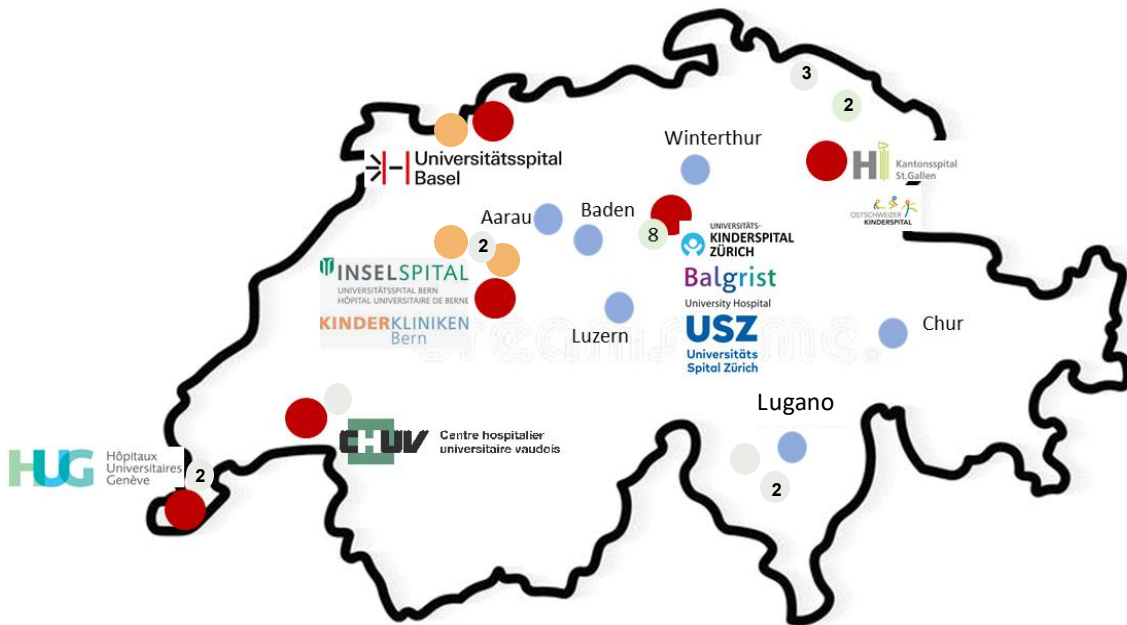 3
2
Winterthur
Universitätsspital
Basel
Kantonsspital
St.Gallen
OSTSCHWEIZER
KINDERSPITAL
Aarau
Baden
8
UNIVERSITÄTS-
KINDERSPITAL
ZÜRICH
2
INSELSPITAL
UNIVERSITÄTSSPITAL BERN
HÔPITAL UNIVERSITAIRE DE BERNE
KINDERKLINIKEN
Bern
Balgrist
University Hospital
USZ
Universitäts
Spital Zürich
Luzern
Chur
Lugano
CHUV
Centre hospitalier
universitaire vaudois
HUG
Hôpitaux
Universitaires
Genève
2
2